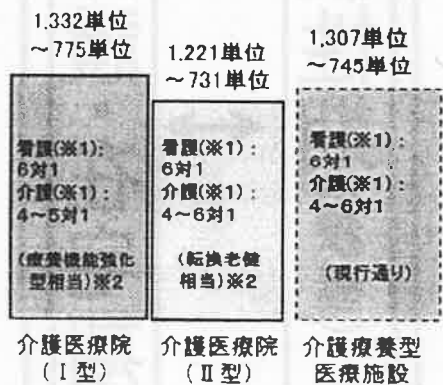 1,332単位
～775単位
看護(※1)：
6対1
介護(※1)：
4～5対1
(療養機能強化
型相当)※2
介護医療院
(Ⅰ型)
1,221単位
～731単位
看護(※1)：
6対1
介護(※1)：
4～6対1
(転換老健
相当)※2
介護医療院
(Ⅱ型)
1,307単位
～745単位
看護(※1)：
6対1
介護(※1)：
4～6対1
(現行通り)
介護療養型
医療施設